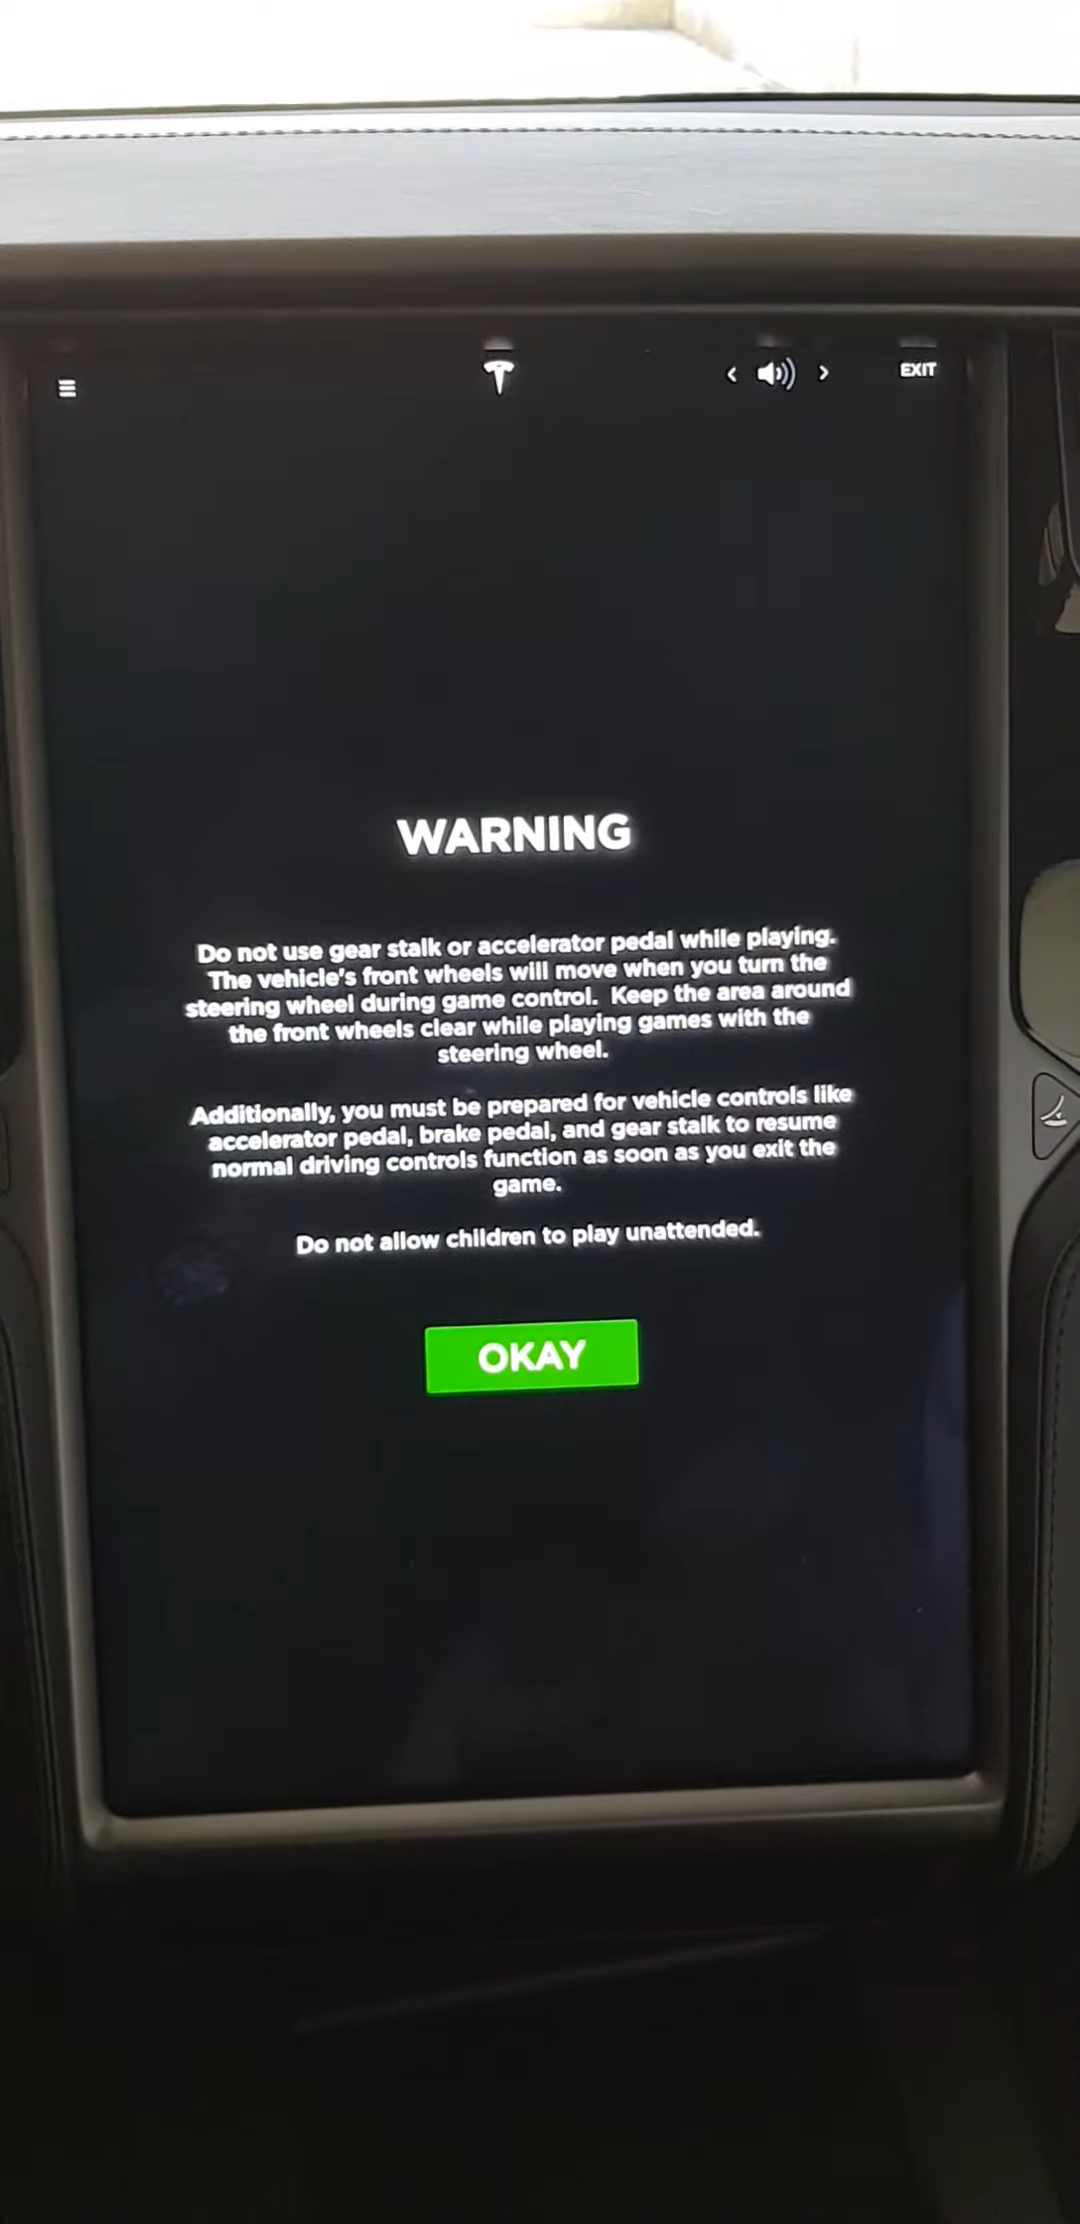 EXIT
WARNING
Do not use gear stalk or accelerator pedal while playing.
The vehicle's front wheels will move when you turn the
steering wheel during game control. Keep the area around
the front wheels clear while playing games with the
steering wheel.
Additionally, you must be prepared for vehicle controls like
accelerator pedal, brake pedal, and gear stalk to resume
normal driving controls function as soon as you exit the
game.
Do not allow children to play unattended.
OKAY